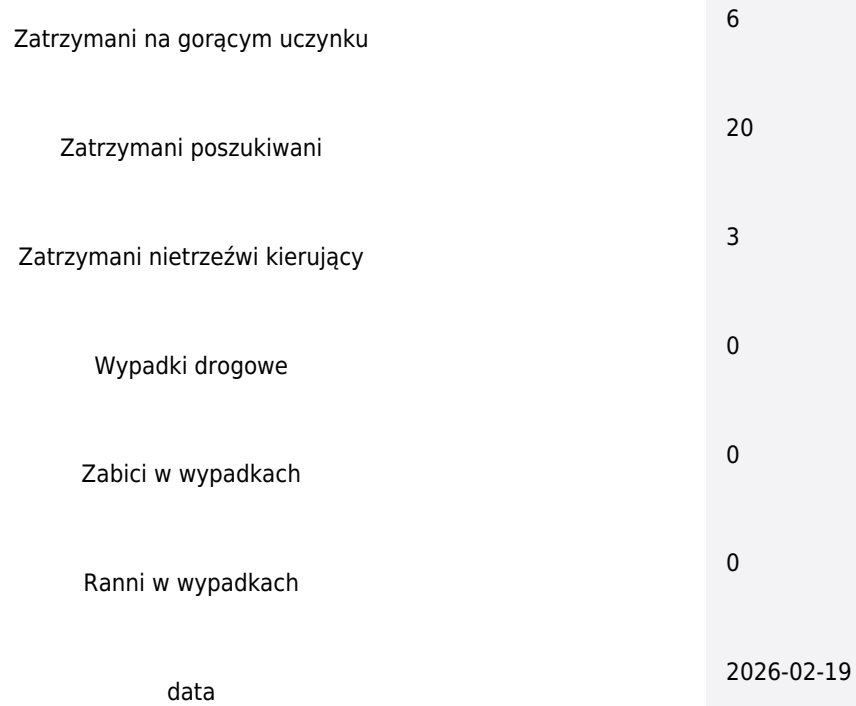 Zatrzymani na gorącym uczynku 6
Zatrzymani poszukiwani 20
Zatrzymani nietrzeźwi kierujący 3
Wypadki drogowe 0
Zabici w wypadkach 0
Ranni w wypadkach 0
data 2026-02-19